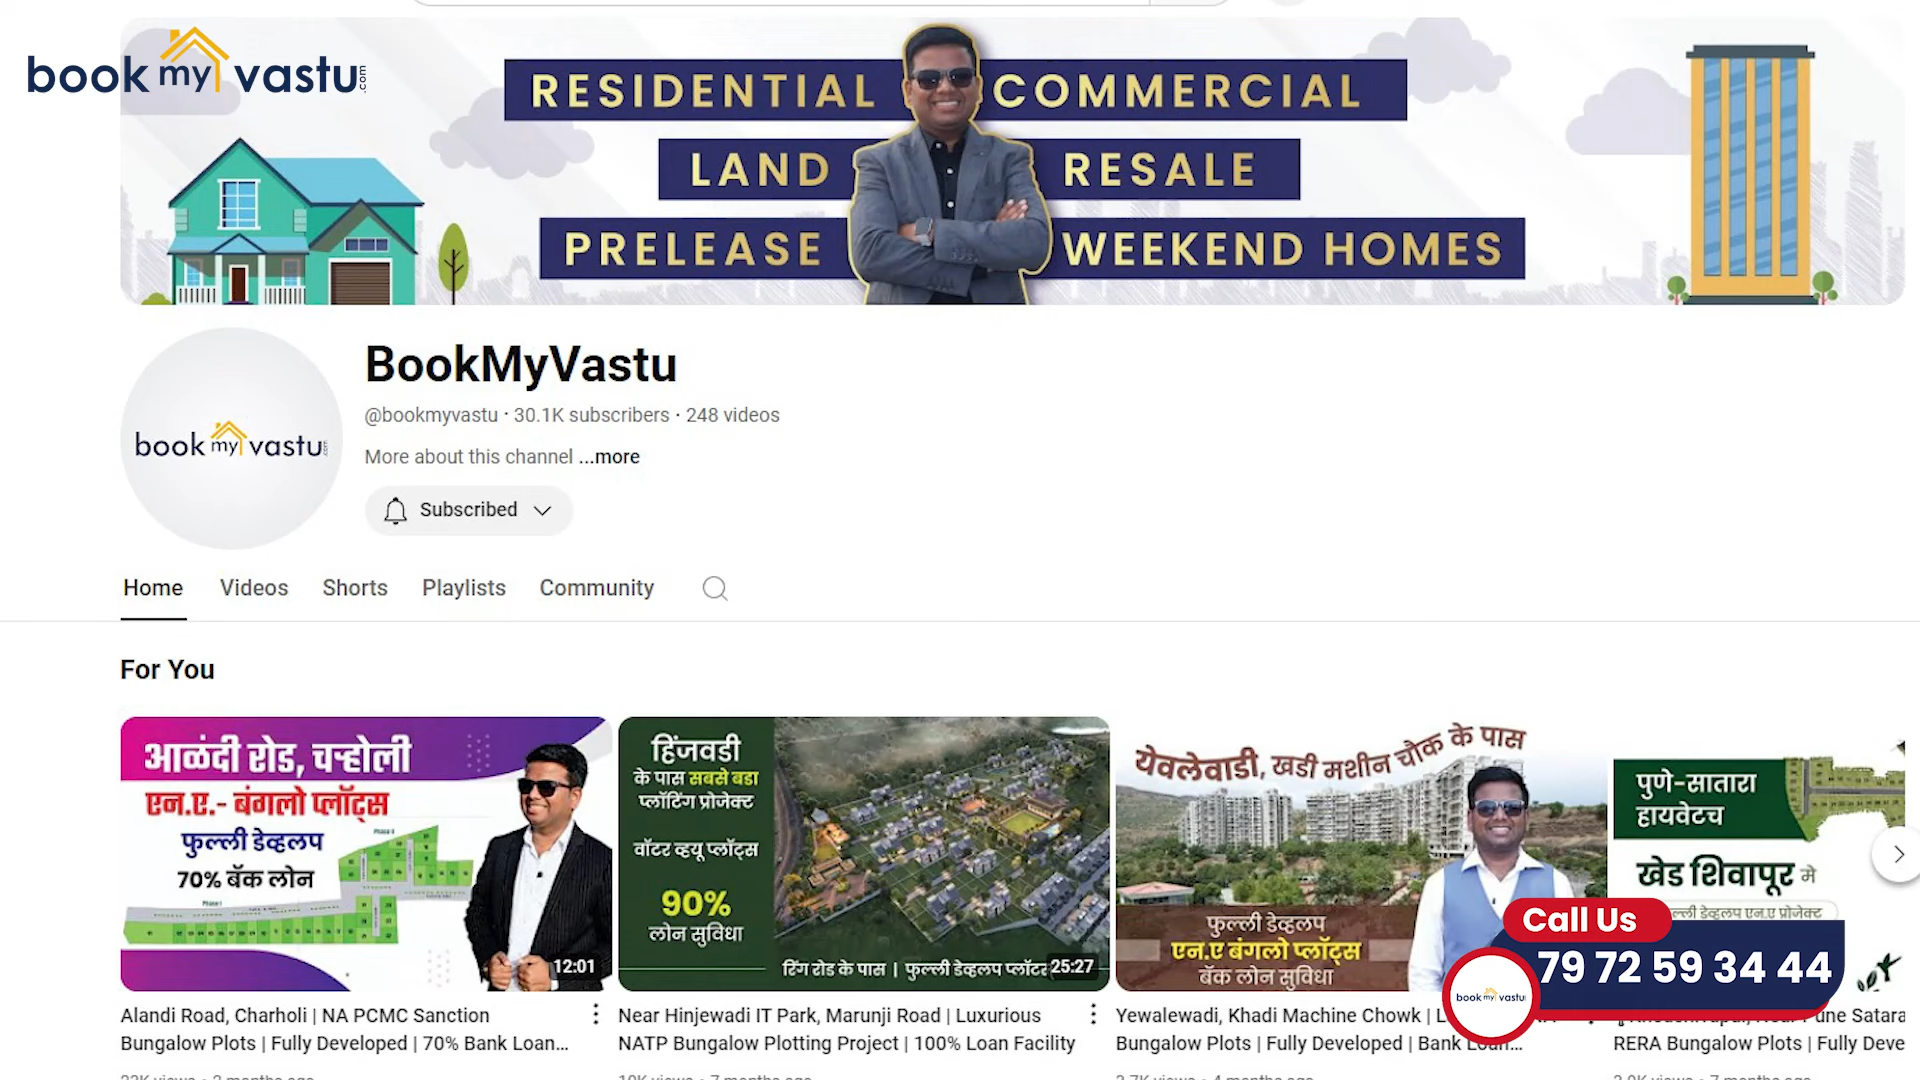 book my vastu.com
RESIDENTIAL COMMERCIAL
LAND RESALE
PRELEASE WEEKEND HOMES
book my vastu.com
BookMyVastu
@bookmyvastu · 30.1K subscribers · 248 videos
More about this channel ...more
Subscribed
Home Videos Shorts Playlists Community
For You
आळंदी रोड, चऱ्होली
एन.ए.- बंगलो प्लॉट्स
फुल्ली डेव्हलप
70% बॅक लोन
12:01
Alandi Road, Charholi | NA PCMC Sanction
Bungalow Plots | Fully Developed | 70% Bank Loan...
हिंजवडी
के पास सबसे बडा
प्लॉटिंग प्रोजेक्ट
वॉटर व्हयू प्लॉट्स
90%
लोन सुविधा
रिंग रोड के पास | फुल्ली डेव्हलप प्लॉटर
25:27
Near Hinjewadi IT Park, Marunji Road | Luxurious
NATP Bungalow Plotting Project | 100% Loan Facility
येवलेवाडी, खडी मशीन चौक के पास
फुल्ली डेव्हलप
एन.ए बंगलो प्लॉट्स
बॅक लोन सुविधा
Yewalewadi, Khadi Machine Chowk |
Bungalow Plots | Fully Developed | Bank Loan...
पुणे-सातारा
हायवेटच
खेड शिवापूर मे
डेव्हलप एन.ए प्रोजेक्ट
Satara
RERA Bungalow Plots | Fully Deve
Call Us
79 72 59 34 44
book my vastu